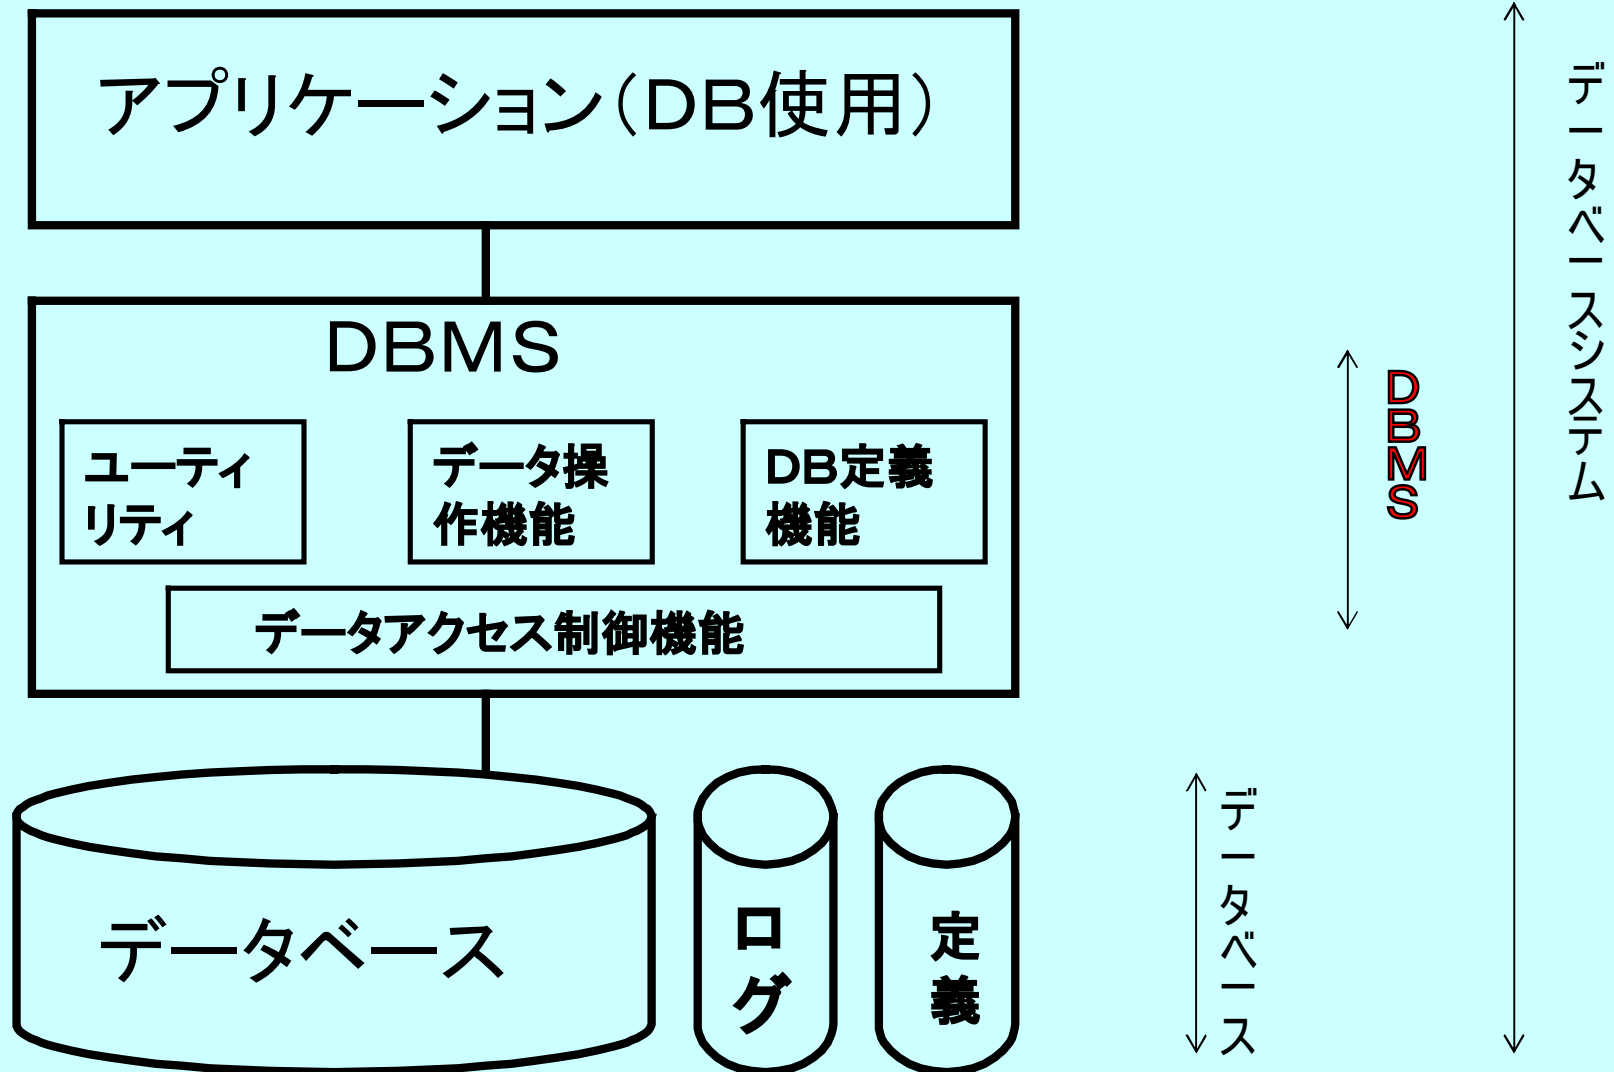 アプリケーション（ＤＢ使用）
ＤＢＭＳ
ユーティ
リティ
データ操
作機能
ＤＢ定義
機能
データアクセス制御機能
データベース
ログ
定義
データベース
ＤＢＭＳ
データベースシステム